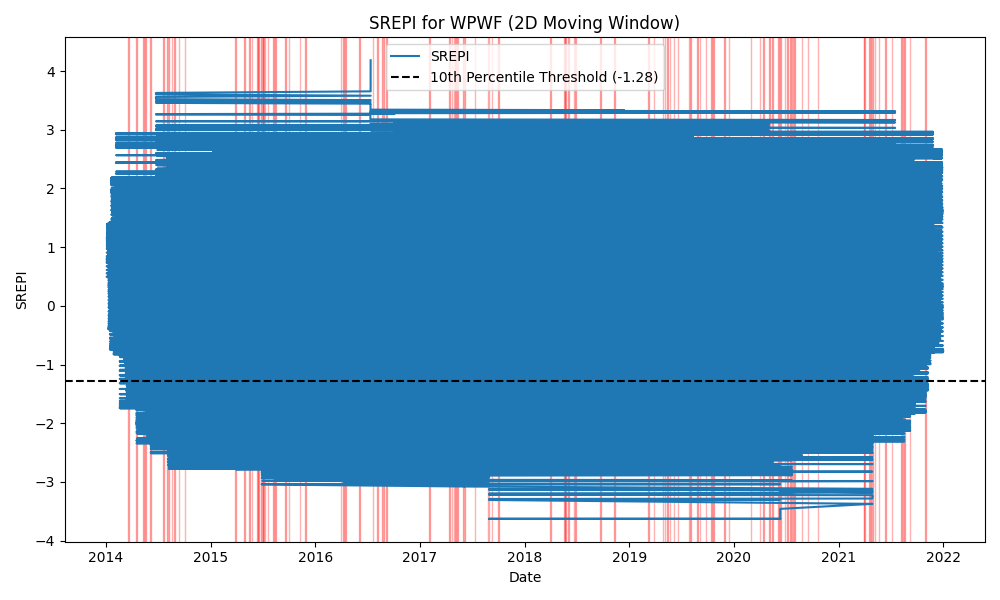 SREPI for WPWF (2D Moving Window)
SREPI
10th Percentile Threshold (-1.28)
SREPI
4
3
2
1
0
−1
−2
−3
−4
2014 2015 2016 2017 2018 2019 2020 2021 2022
Date